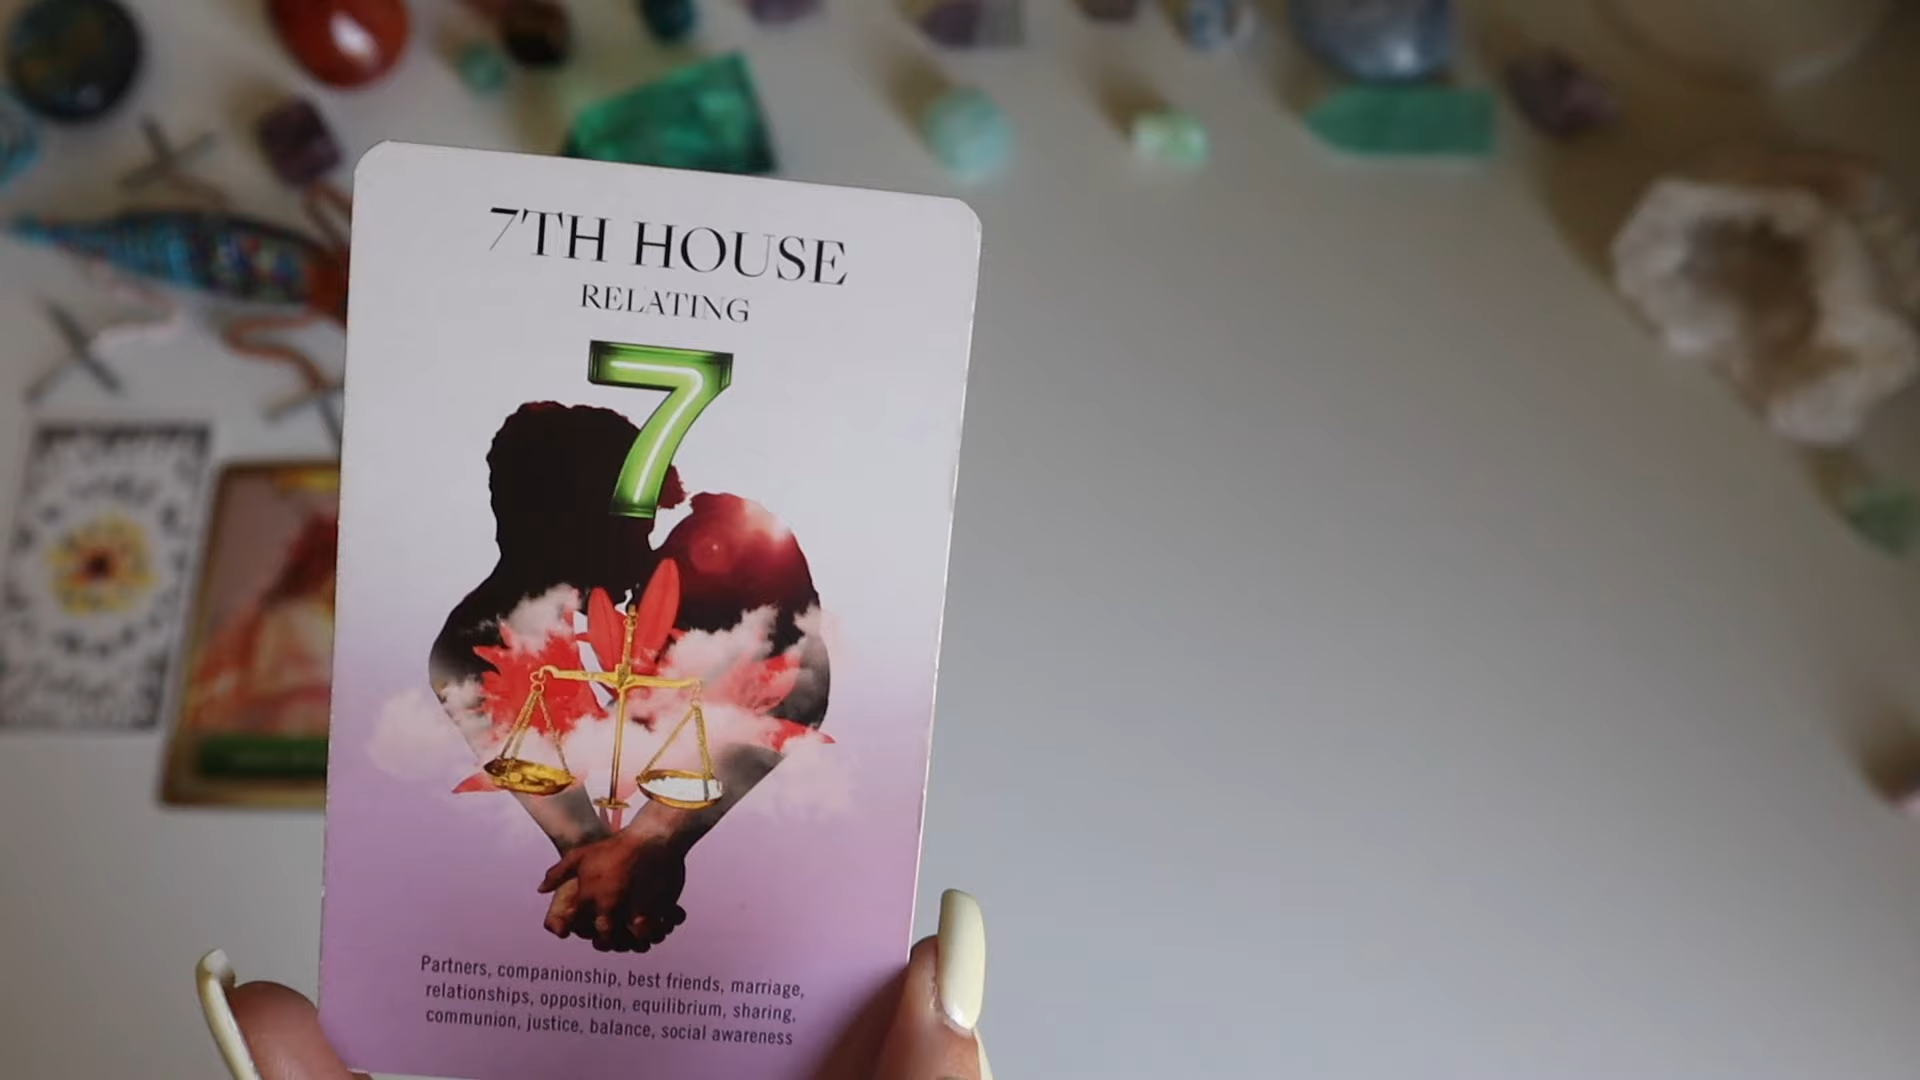 7TH HOUSE
RELATING
7
Partners, companionship, best friends, marriage,
relationships, opposition, equilibrium, sharing,
communion, justice, balance, social awareness